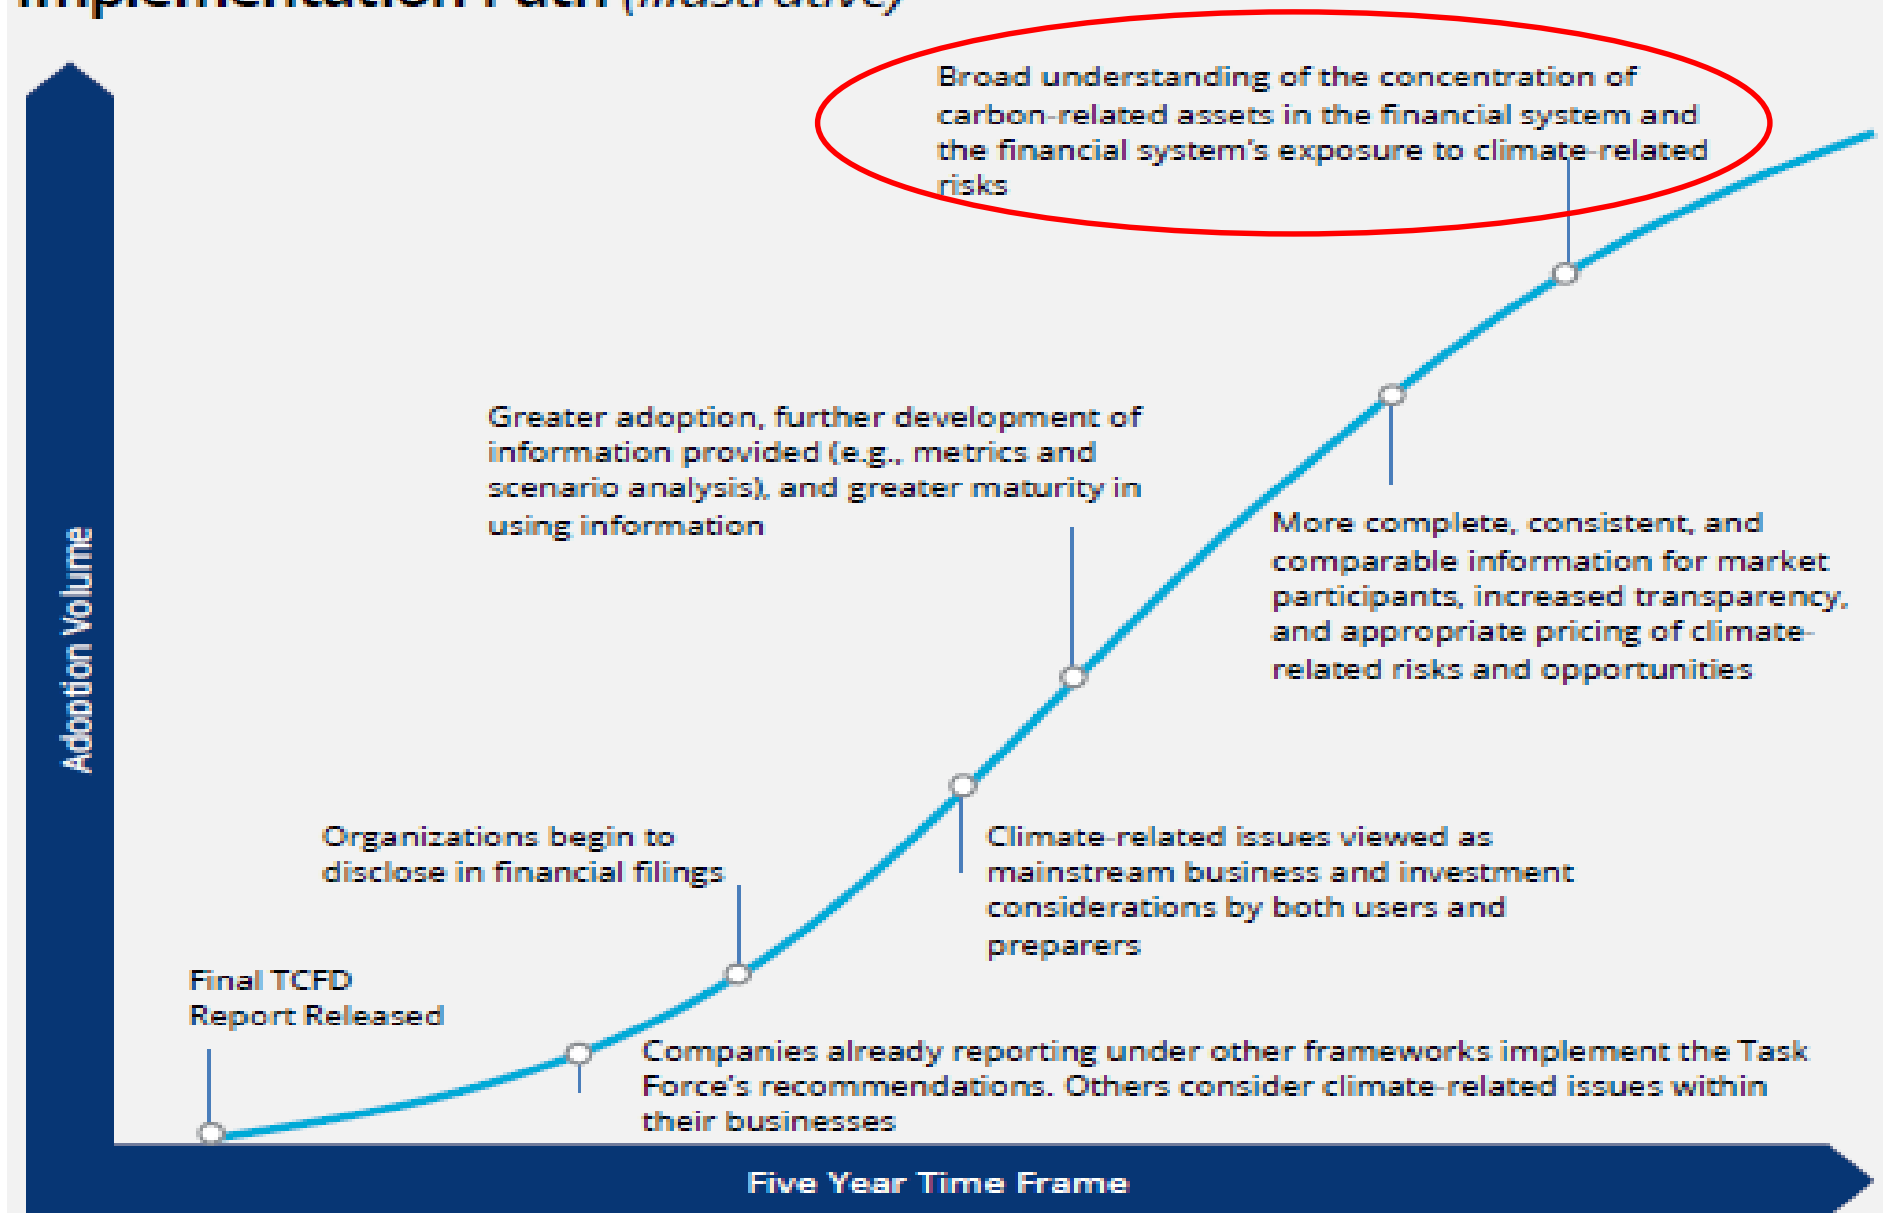 Implementation Path (illustrative)
Broad understanding of the concentration of
carbon-related assets in the financial system and
the financial system's exposure to climate-related
risks
Greater adoption, further development of
information provided (e.g., metrics and
scenario analysis), and greater maturity in
using information
More complete, consistent, and
comparable information for market
participants, increased transparency,
and appropriate pricing of climate-
related risks and opportunities
Adoption Volume
Organizations begin to
disclose in financial filings
Climate-related issues viewed as
mainstream business and investment
considerations by both users and
preparers
Final TCFD
Report Released
Companies already reporting under other frameworks implement the Task
Force's recommendations. Others consider climate-related issues within
their businesses
Five Year Time Frame